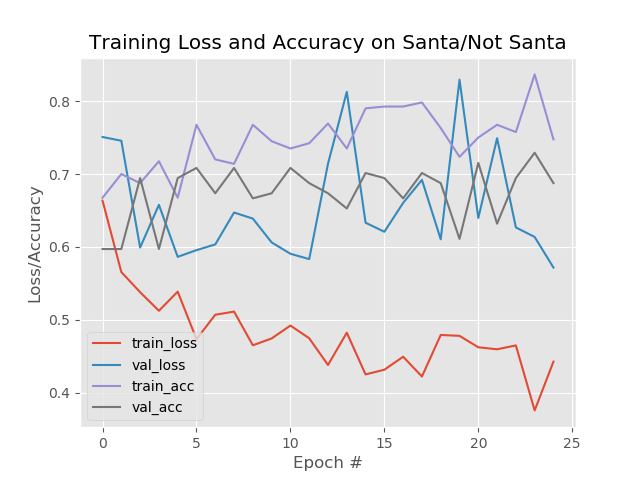 Training Loss and Accuracy on Santa/Not Santa
Loss/Accuracy
0.8
0.7
0.6
0.5
0.4
train_loss
val_loss
train_acc
val_acc
0 5 10 15 20 25
Epoch #